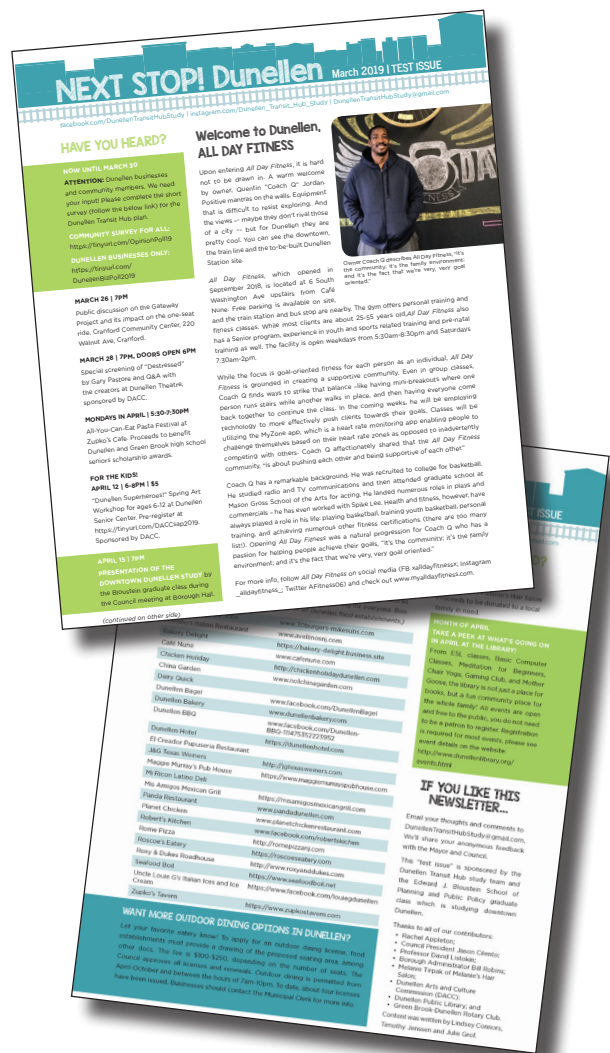 NEXT STOP! Dunellen March 2019 | TEST ISSUE
facebook.com/DunellenTransitHubStudy | instagram.com/Dunellen_Transit_Hub_Study | DunellenTransitHubStudy@gmail.com
HAVE YOU HEARD?
NOW UNTIL MARCH 30
ATTENTION: Dunellen businesses
and community members. We need
your input! Please complete the short
survey (follow the below link) for the
Dunellen Transit Hub plan.
COMMUNITY SURVEY FOR ALL:
https://tinyurl.com/OpinionPoll19
DUNELLEN BUSINESSES ONLY:
https://tinyurl.com/
DunellenBizPoll2019
MARCH 26 | 7PM
Public discussion on the Gateway
Project and its impact on the one-seat
ride, Cranford Community Center, 220
Walnut Ave, Cranford.
MARCH 28 | 7PM, DOORS OPEN 6PM
Special screening of "Destressed"
by Gary Pastore and Q&A with
the creators at Dunellen Theatre,
sponsored by DACC.
MONDAYS IN APRIL | 5:30-7:30PM
All-You-Can-Eat Pasta Festival at
Zupko's Cafe. Proceeds to benefit
Dunellen and Green Brook high school
seniors scholarship awards.
FOR THE KIDS!
APRIL 12 | 6-8PM | $5
"Dunellen Superheroes!" Spring Art
Workshop for ages 6-12 at Dunellen
Senior Center. Pre-register at
https://tinyurl.com/DACCsap2019.
Sponsored by DACC.
APRIL 15 | 7PM
PRESENTATION OF THE
DOWNTOWN DUNELLEN STUDY by
the Bloustein graduate class during
the Council meeting at Borough Hall.
(continued on other side)
Welcome to Dunellen,
ALL DAY FITNESS
Upon entering All Day Fitness, it is hard
not to be drawn in. A warm welcome
by owner, Quentin "Coach Q" Jordan.
Positive mantras on the walls. Equipment
that is difficult to resist exploring. And
the views -- maybe they don't rival those
of a city -- but for Dunellen they are
pretty cool. You can see the downtown,
the train line and the to-be-built Dunellen
Station site.
Owner Coach Q describes All Day Fitness, "It's
the community; it's the family environment;
and it's the fact that we're very, very goal
oriented."
All Day Fitness, which opened in
September 2018, is located at 6 South
Washington Ave upstairs from Café
Nune. Free parking is available on site,
and the train station and bus stop are nearby. The gym offers personal training and
fitness classes. While most clients are about 25-55 years old,All Day Fitness also
has a Senior program, experience in youth and sports related training and pre-natal
training as well. The facility is open weekdays from 5:30am-8:30pm and Saturdays
7:30am-2pm.
While the focus is goal-oriented fitness for each person as an individual, All Day
Fitness is grounded in creating a supportive community. Even in group classes,
Coach Q finds ways to strike that balance –like having mini-breakouts where one
person runs stairs while another walks in place, and then having everyone come
back together to continue the class. In the coming weeks, he will be employing
technology to more effectively push clients towards their goals. Classes will be
utilizing the MyZone app, which is a heart rate monitoring app enabling people to
challenge themselves based on their heart rate zones as opposed to inadvertently
competing with others. Coach Q affectionately shared that the All Day Fitness
community, "is about pushing each other and being supportive of each other."
Coach Q has a remarkable background. He was recruited to college for basketball.
He studied radio and TV communications and then attended graduate school at
Mason Gross School of the Arts for acting. He landed numerous roles in plays and
commercials – he has even worked with Spike Lee. Health and fitness, however, have
always played a role in his life: playing basketball, training youth basketball, personal
training, and achieving numerous other fitness certifications (there are too many to
list!). Opening All Day Fitness was a natural progression for Coach Q who has a
passion for helping people achieve their goals, "It's the community; it's the family
environment; and it's the fact that we're very, very goal oriented."
For more info, follow All Day Fitness on social media (FB xalldayfitnessx; instagram
_alldayfitness_; Twitter AFitness06) and check out www.myalldayfitness.com.
ISSUE
Bakery Delight https://bakery-delight.business.site
Café Nune www.cafenune.com
Chicken Holiday http://chickenholidaydunellen.com
China Garden www.no1chinagarden.com
Dairy Quick
Dunellen Bagel www.facebook.com/DunellenBagel
Dunellen Bakery www.dunellenbakery.com
Dunellen BBQ www.facebook.com/Dunellen-
BBQ-111475352223952
Dunellen Hotel https://dunellenhotel.com
El Creador Pupuseria Restaurant
J&G Texas Weiners http://jgtexasweiners.com
Maggie Murray's Pub House https://www.maggiemurrayspubhouse.com
Mi Ricon Latino Deli
Mis Amigos Mexican Grill https://misamigosmexicangrill.com
Panda Restaurant www.pandadunellen.com
Planet Chicken www.planetchickenrestaurant.com
Robert's Kitchen www.facebook.com/robertskichen
Rome Pizza http://romepizzanj.com
Roscoe's Eatery https://roscoeseatery.com
Roxy & Dukes Roadhouse http://www.roxyanddukes.com
Seafood Boil https://www.seafoodboil.net
Uncle Louie G's Italian Ices and Ice
Cream https://www.facebook.com/louiegdunellen
Zupko's Tavern https://www.zupkostavern.com
WANT MORE OUTDOOR DINING OPTIONS IN DUNELLEN?
Let your favorite eatery know! To apply for an outdoor dining license, food
establishments must provide a drawing of the proposed seating area, among
other docs. The fee is $100-$250, depending on the number of seats. The
Council approves all licenses and renewals. Outdoor dining is permitted from
April-October and between the hours of 7am-10pm. To date, about four licenses
have been issued. Businesses should contact the Municipal Clerk for more info.
to be donated to a local
family in need.
MONTH OF APRIL
TAKE A PEEK AT WHAT'S GOING ON
IN APRIL AT THE LIBRARY!
From ESL classes, Basic Computer
Classes, Meditation for Beginners,
Chair Yoga, Gaming Club, and Mother
Goose, the library is not just a place for
books, but a fun community place for
the whole family! All events are open
and free to the public, you do not need
to be a patron to register. Registration
is required for most events, please see
event details on the website:
http://www.dunellenlibrary.org/
events.html
IF YOU LIKE THIS
NEWSLETTER...
Email your thoughts and comments to
DunellenTransitHubStudy@gmail.com.
We'll share your anonymous feedback
with the Mayor and Council.
This "test issue" is sponsored by the
Dunellen Transit Hub study team and
the Edward J. Bloustein School of
Planning and Public Policy graduate
class which is studying downtown
Dunellen.
Thanks to all of our contributors:
• Rachel Appleton;
• Council President Jason Cilento;
• Professor David Listokin;
• Borough Administrator Bill Robins;
• Melanie Tirpak of Melanie's Hair
Salon;
• Dunellen Arts and Culture
Commission (DACC);
• Dunellen Public Library; and
• Green Brook-Dunellen Rotary Club.
Content was written by Lindsey Connors,
Timothy Jenssen and Julie Grof.